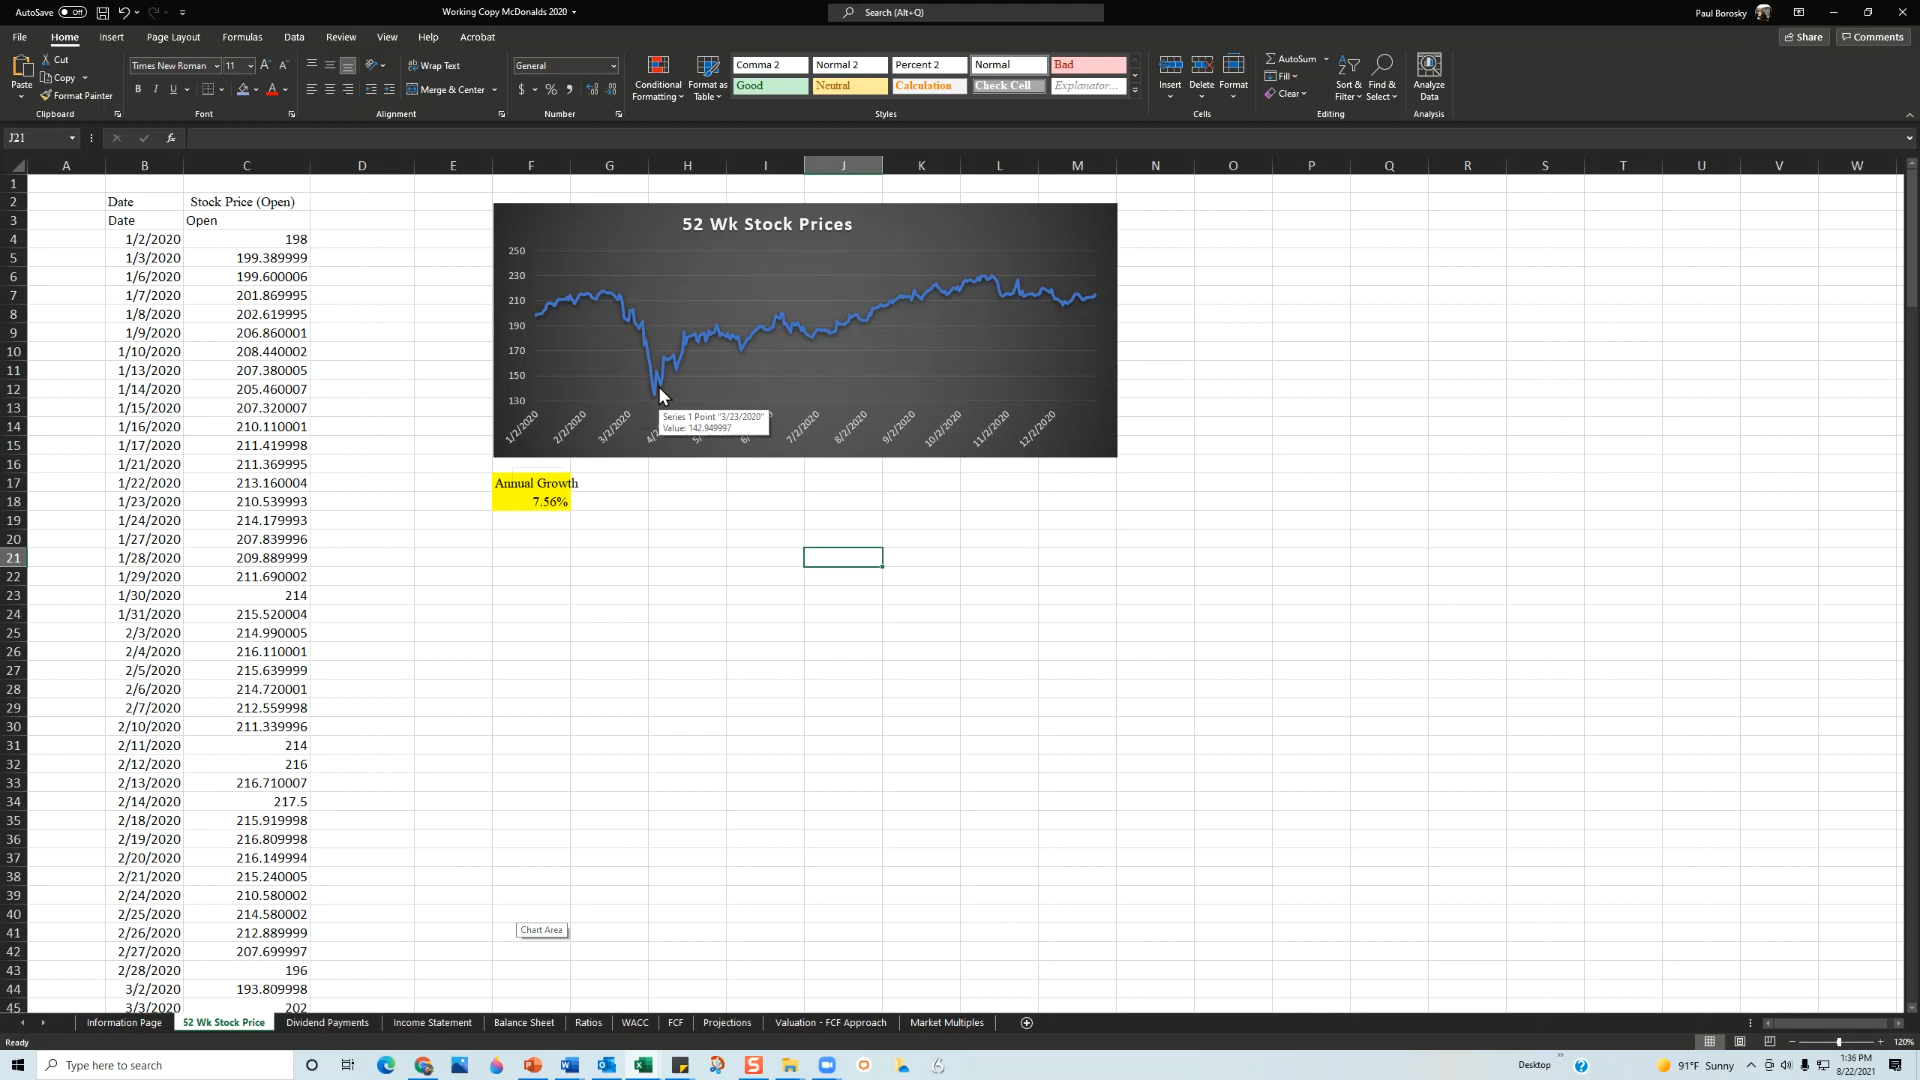 AutoSave Off Working Copy McDonalds 2020 Search (Alt+Q) Paul Borosky
File Home Insert Page Layout Formulas Data Review View Help Acrobat Share Comments
Paste Cut Copy Format Painter Clipboard
Times New Roman 11 B I U A Font
Wrap Text Merge & Center Alignment
General $ % Number
Conditional Formatting Format as Table
Comma 2 Normal 2 Percent 2 Normal Bad
Good Neutral Calculation Check Cell Explanator...
Styles
Insert Delete Format Cells
AutoSum Fill Clear Sort & Filter Find & Select Editing
Analyze Data Analysis
J21 fx
A B C D E F G H I J K L M N O P Q R S T U V W
1
2 Date Stock Price (Open)
3 Date Open
4 1/2/2020 198
5 1/3/2020 199.389999
6 1/6/2020 199.600006
7 1/7/2020 201.869995
8 1/8/2020 202.619995
9 1/9/2020 206.860001
10 1/10/2020 208.440002
11 1/13/2020 207.380005
12 1/14/2020 205.460007
13 1/15/2020 207.320007
14 1/16/2020 210.110001
15 1/17/2020 211.419998
16 1/21/2020 211.369995
17 1/22/2020 213.160004
18 1/23/2020 210.539993
19 1/24/2020 214.179993
20 1/27/2020 207.839996
21 1/28/2020 209.889999
22 1/29/2020 211.690002
23 1/30/2020 214
24 1/31/2020 215.520004
25 2/3/2020 214.990005
26 2/4/2020 216.110001
27 2/5/2020 215.639999
28 2/6/2020 214.720001
29 2/7/2020 212.559998
30 2/10/2020 211.339996
31 2/11/2020 214
32 2/12/2020 216
33 2/13/2020 216.710007
34 2/14/2020 217.5
35 2/18/2020 215.919998
36 2/19/2020 216.809998
37 2/20/2020 216.149994
38 2/21/2020 215.240005
39 2/24/2020 210.580002
40 2/25/2020 214.580002
41 2/26/2020 212.889999
42 2/27/2020 207.699997
43 2/28/2020 196
44 3/2/2020 193.809998
45 3/3/2020 202
52 Wk Stock Prices
250
230
210
190
170
150
130
1/2/2020 2/2/2020 3/2/2020 7/2/2020 8/2/2020 9/2/2020 10/2/2020 11/2/2020 12/2/2020
Series 1 Point "3/23/2020"
Value: 142.949997
Annual Growth
7.56%
Chart Area
Information Page 52 Wk Stock Price Dividend Payments Income Statement Balance Sheet Ratios WACC FCF Projections Valuation - FCF Approach Market Multiples
Ready 120%
Type here to search Desktop 91°F Sunny 1:36 PM
8/22/2021